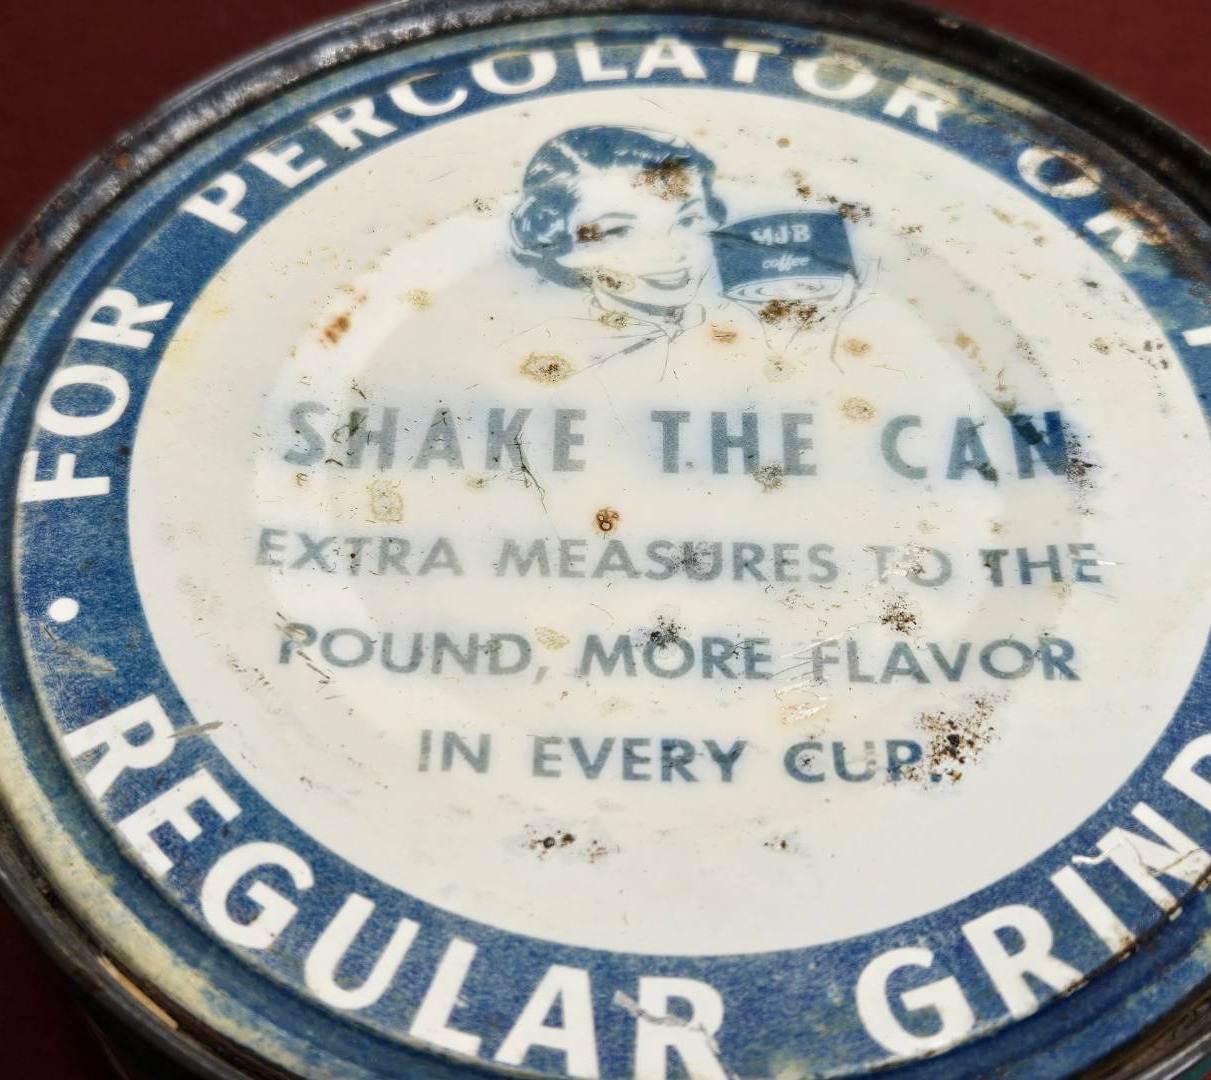 FOR PERCOLATOR OR
MJB
coffee
SHAKE THE CAN
EXTRA MEASURES TO THE
POUND, MORE FLAVOR
IN EVERY CUP.
• REGULAR GRIND